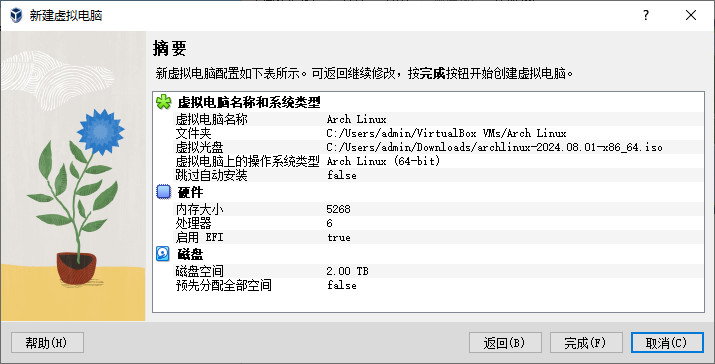 新建虚拟电脑
摘要
新虚拟电脑配置如下表所示。可返回继续修改，按完成按钮开始创建虚拟电脑。
虚拟电脑名称和系统类型
虚拟电脑名称 Arch Linux
文件夹 C:/Users/admin/VirtualBox VMs/Arch Linux
虚拟光盘 C:/Users/admin/Downloads/archlinux-2024.08.01-x86_64.iso
虚拟电脑上的操作系统类型 Arch Linux (64-bit)
跳过自动安装 false
硬件
内存大小 5268
处理器 6
启用 EFI true
磁盘
磁盘空间 2.00 TB
预先分配全部空间 false
帮助(H) 返回(B) 完成(F) 取消(C)